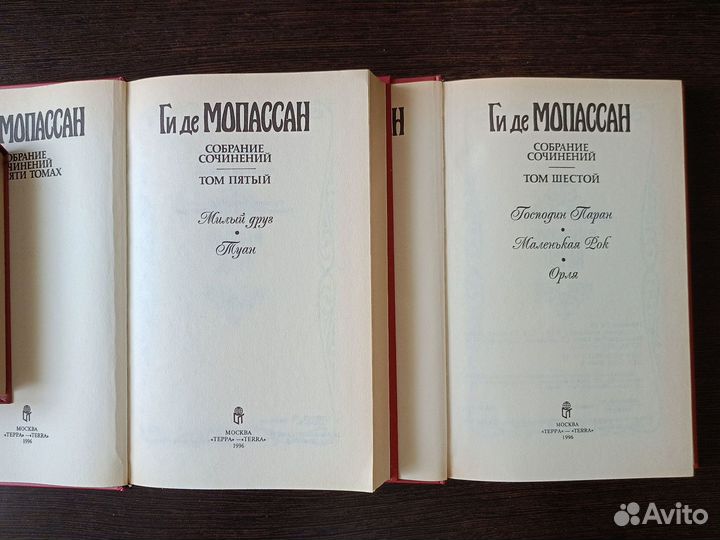 МОПАССАН
СОБРАНИЕ
СОЧИНЕНИЙ
ТОМАХ
Ги де МОПАССАН
СОБРАНИЕ
СОЧИНЕНИЙ
ТОМ ПЯТЫЙ
Милый друг
•
Туан
МОСКВА
«ТЕРРА» — «TERRA»
1996
Ги де МОПАССАН
СОБРАНИЕ
СОЧИНЕНИЙ
ТОМ ШЕСТОЙ
Господин Паран
•
Маленькая Рок
•
Орля
МОСКВА
«ТЕРРА» — «TERRA»
1996
Avito